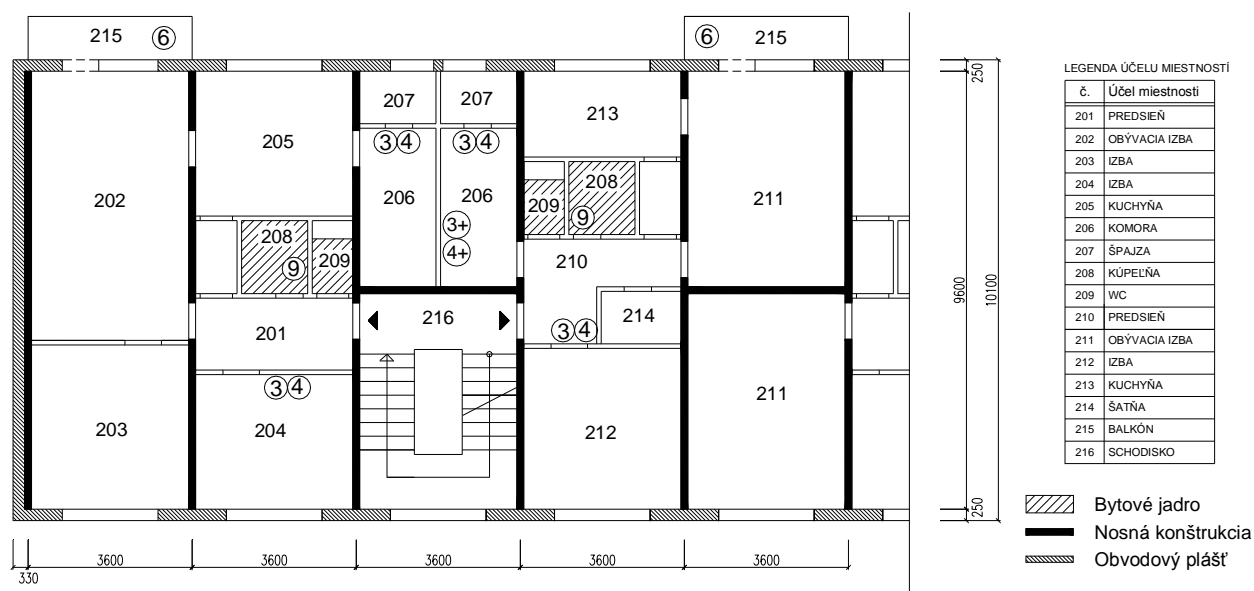 215 ⑥
⑥ 215
207 207
③④ ③④
205
206 206
3+
4+
202
208
⑨
209
201
③④
203
204
216
213
208
209
⑨
210
③④
214
212
211
211
250
9600
10100
250
3600 3600 3600 3600 3600
330
LEGENDA ÚČELU MIESTNOSTÍ
č. Účel miestnosti
201 PREDSIEŇ
202 OBÝVACIA IZBA
203 IZBA
204 IZBA
205 KUCHYŇA
206 KOMORA
207 ŠPAJZA
208 KÚPEĽŇA
209 WC
210 PREDSIEŇ
211 OBÝVACIA IZBA
212 IZBA
213 KUCHYŇA
214 ŠATŇA
215 BALKÓN
216 SCHODISKO
Bytové jadro
Nosná konštrukcia
Obvodový plášť